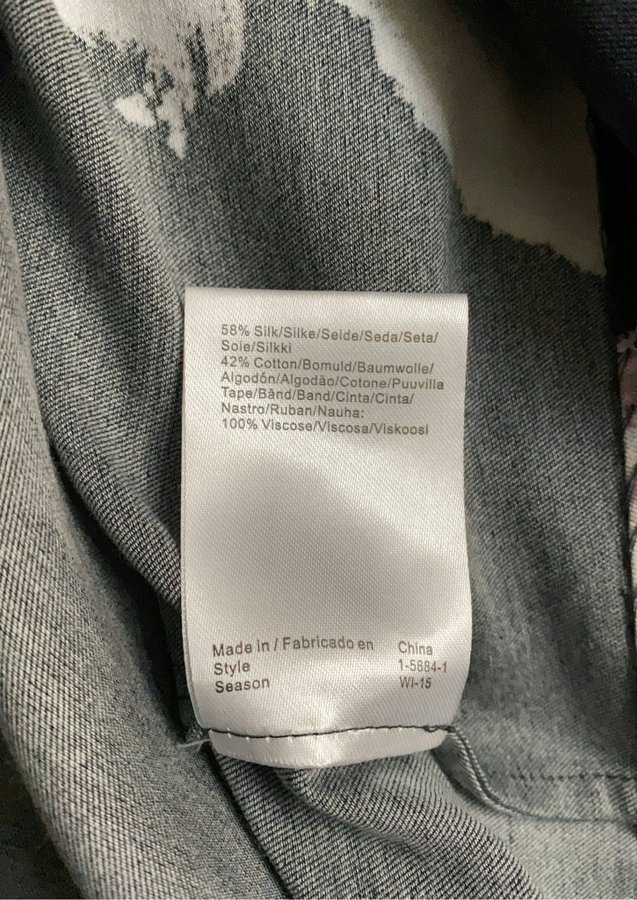 58% Silk/Silke/Seide/Seda/Seta/
Soie/Silkki
42% Cotton/Bomuld/Baumwolle/
Algodón/Algodão/Cotone/Puuvilla
Tape/Bånd/Band/Cinta/Cinta/
Nastro/Ruban/Nauha:
100% Viscose/Viscosa/Viskoosi
Made in / Fabricado en China
Style 1-5884-1
Season WI-15